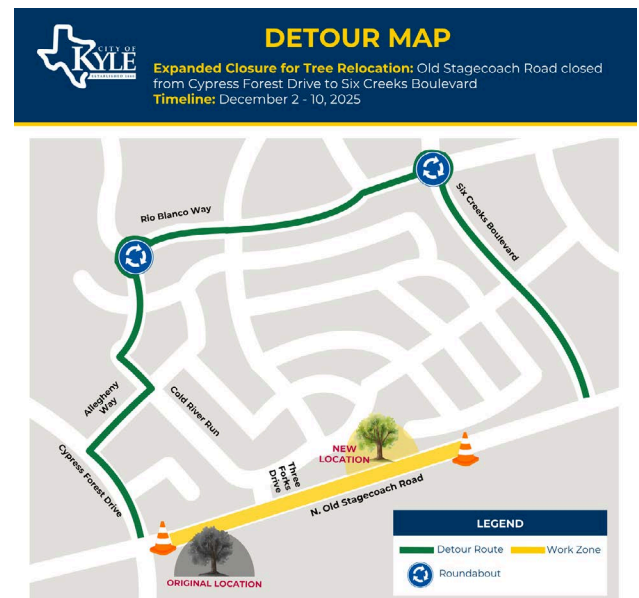 CITY OF
KYLE
DETOUR MAP
Expanded Closure for Tree Relocation: Old Stagecoach Road closed
from Cypress Forest Drive to Six Creeks Boulevard
Timeline: December 2 - 10, 2025
Rio Blanco Way
Six Creeks Boulevard
Allegheny
Way
Cold River Run
Cypress Forest Drive
Three
Forks
Drive
NEW
LOCATION
N. Old Stagecoach Road
ORIGINAL LOCATION
LEGEND
Detour Route
Work Zone
Roundabout